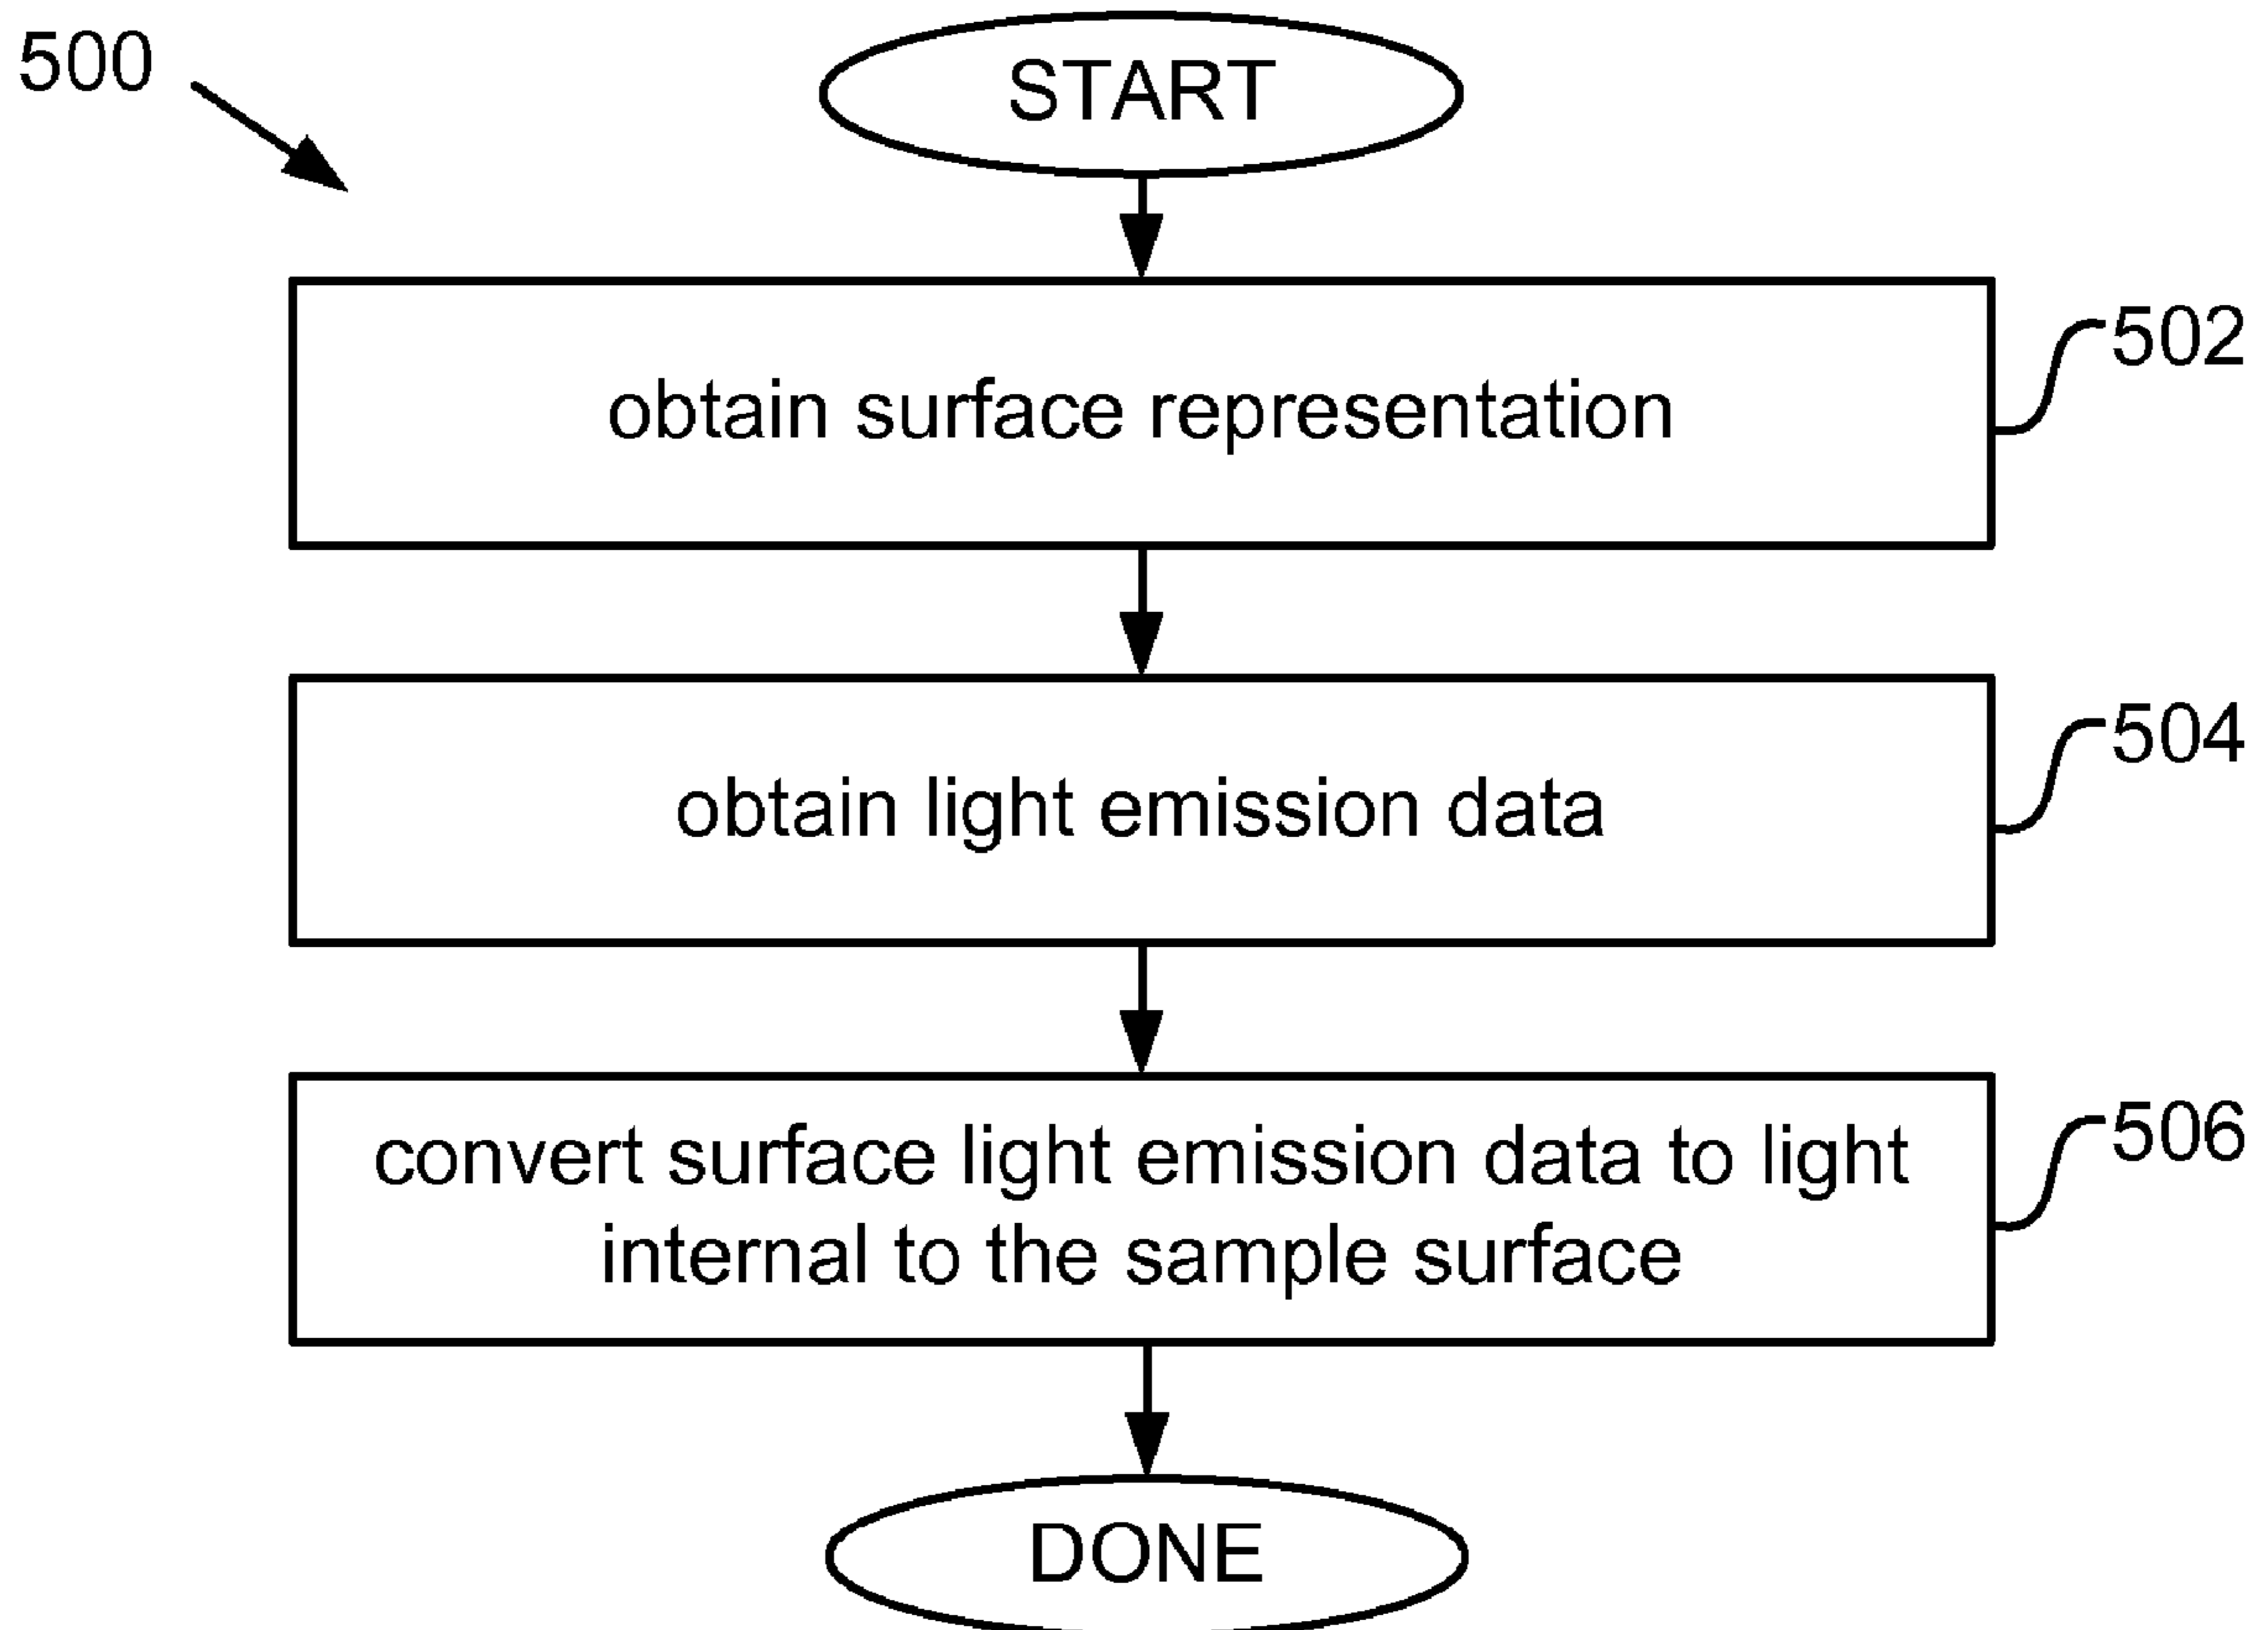 500
START
obtain surface representation
502
obtain light emission data
504
convert surface light emission data to light
internal to the sample surface
506
DONE